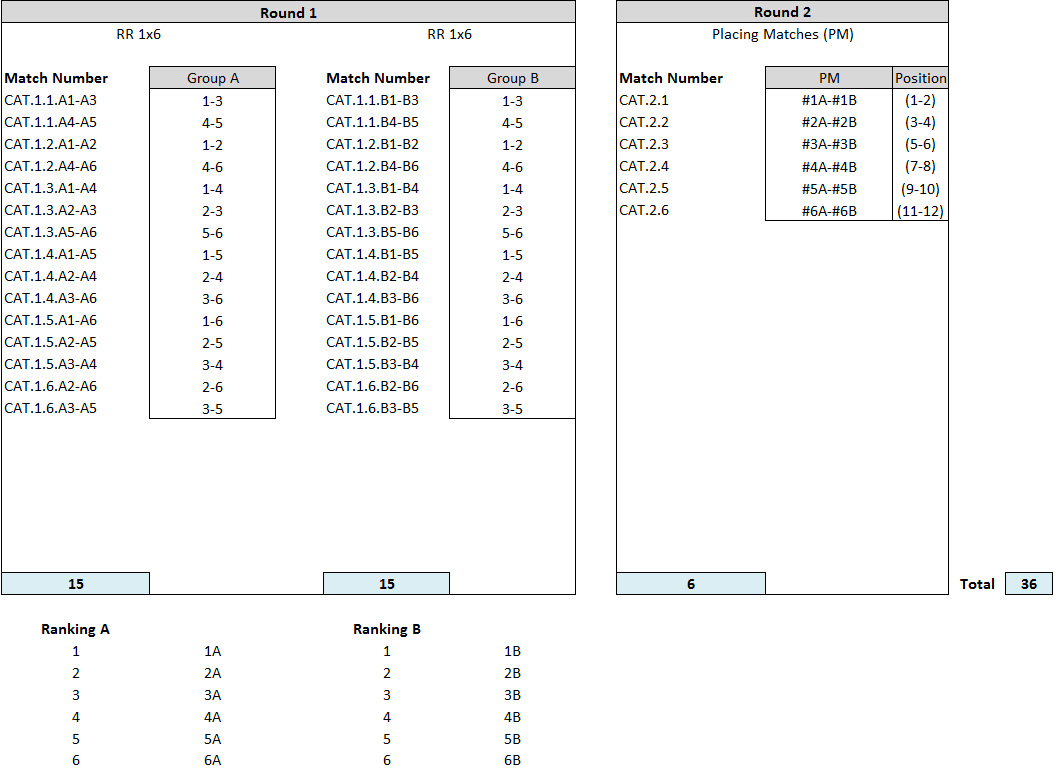 Round 1 Round 2
RR 1x6 RR 1x6 Placing Matches (PM)
Match Number Group A Match Number Group B Match Number PM Position
CAT.1.1.A1-A3 1-3 CAT.1.1.B1-B3 1-3 CAT.2.1 #1A-#1B (1-2)
CAT.1.1.A4-A5 4-5 CAT.1.1.B4-B5 4-5 CAT.2.2 #2A-#2B (3-4)
CAT.1.2.A1-A2 1-2 CAT.1.2.B1-B2 1-2 CAT.2.3 #3A-#3B (5-6)
CAT.1.2.A4-A6 4-6 CAT.1.2.B4-B6 4-6 CAT.2.4 #4A-#4B (7-8)
CAT.1.3.A1-A4 1-4 CAT.1.3.B1-B4 1-4 CAT.2.5 #5A-#5B (9-10)
CAT.1.3.A2-A3 2-3 CAT.1.3.B2-B3 2-3 CAT.2.6 #6A-#6B (11-12)
CAT.1.3.A5-A6 5-6 CAT.1.3.B5-B6 5-6
CAT.1.4.A1-A5 1-5 CAT.1.4.B1-B5 1-5
CAT.1.4.A2-A4 2-4 CAT.1.4.B2-B4 2-4
CAT.1.4.A3-A6 3-6 CAT.1.4.B3-B6 3-6
CAT.1.5.A1-A6 1-6 CAT.1.5.B1-B6 1-6
CAT.1.5.A2-A5 2-5 CAT.1.5.B2-B5 2-5
CAT.1.5.A3-A4 3-4 CAT.1.5.B3-B4 3-4
CAT.1.6.A2-A6 2-6 CAT.1.6.B2-B6 2-6
CAT.1.6.A3-A5 3-5 CAT.1.6.B3-B5 3-5
15 15 6 Total 36
Ranking A Ranking B
1 1A 1 1B
2 2A 2 2B
3 3A 3 3B
4 4A 4 4B
5 5A 5 5B
6 6A 6 6B